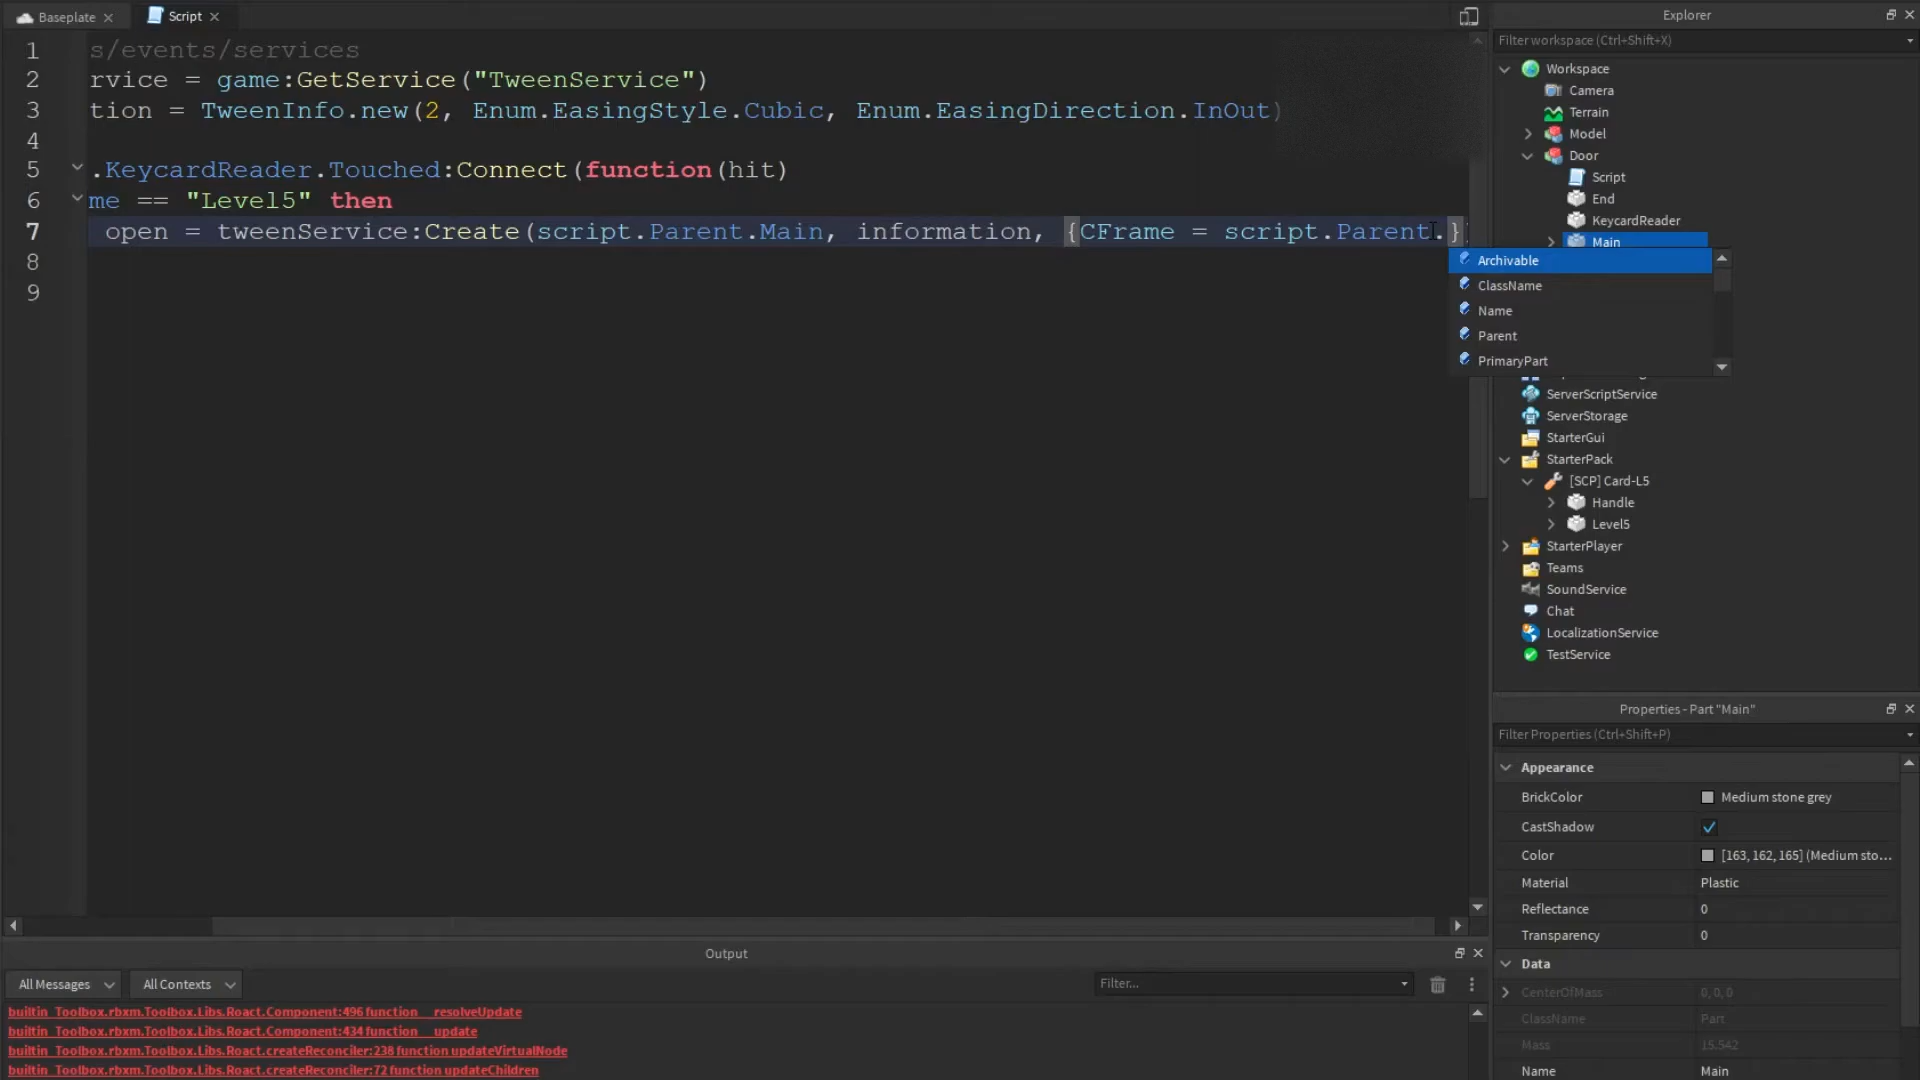 Baseplate
Script
1 s/events/services
2 rvice = game:GetService("TweenService")
3 tion = TweenInfo.new(2, Enum.EasingStyle.Cubic, Enum.EasingDirection.InOut)
4
5 .KeycardReader.Touched:Connect(function(hit)
6 me == "Level5" then
7 open = tweenService:Create(script.Parent.Main, information, {CFrame = script.Parent.}
8
9
Archivable
ClassName
Name
Parent
PrimaryPart
Explorer
Filter workspace (Ctrl+Shift+X)
Workspace
Camera
Terrain
Model
Door
Script
End
KeycardReader
Main
ServerScriptService
ServerStorage
StarterGui
StarterPack
[SCP] Card-L5
Handle
Level5
StarterPlayer
Teams
SoundService
Chat
LocalizationService
TestService
Properties - Part "Main"
Filter Properties (Ctrl+Shift+P)
Appearance
BrickColor Medium stone grey
CastShadow
Color [163, 162, 165] (Medium sto...
Material Plastic
Reflectance 0
Transparency 0
Data
CenterOfMass 0, 0, 0
ClassName Part
Mass 15.542
Name Main
Output
All Messages All Contexts Filter...
builtin_Toolbox.rbxm.Toolbox.Libs.Roact.Component:496 function __resolveUpdate
builtin_Toolbox.rbxm.Toolbox.Libs.Roact.Component:434 function __update
builtin_Toolbox.rbxm.Toolbox.Libs.Roact.createReconciler:238 function updateVirtualNode
builtin_Toolbox.rbxm.Toolbox.Libs.Roact.createReconciler:72 function updateChildren